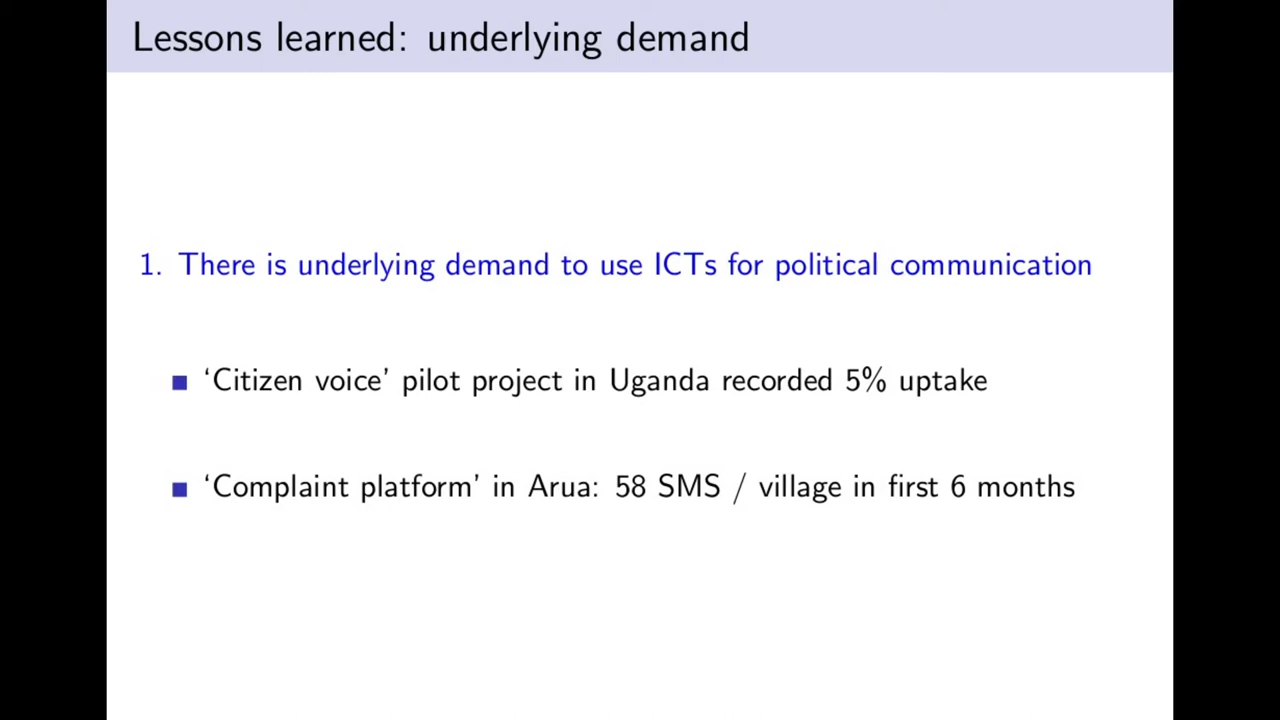 Lessons learned: underlying demand
1. There is underlying demand to use ICTs for political communication
‘Citizen voice’ pilot project in Uganda recorded 5% uptake
‘Complaint platform’ in Arua: 58 SMS / village in first 6 months